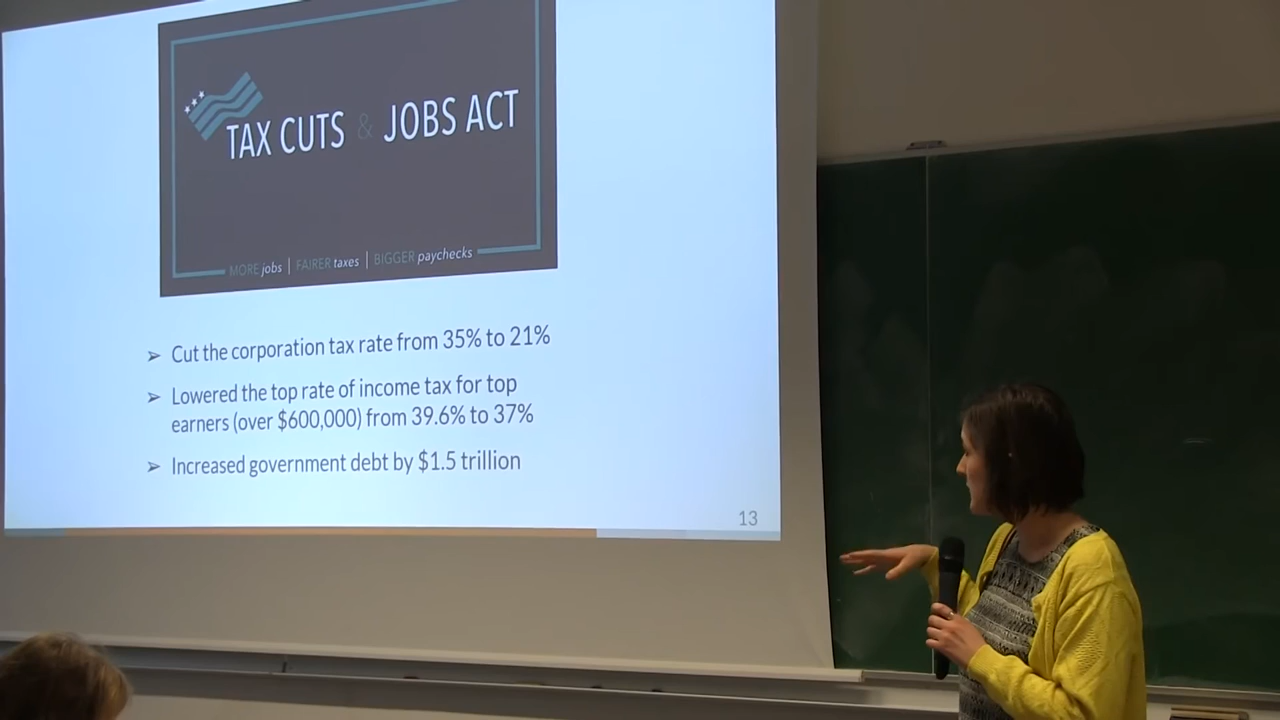 TAX CUTS & JOBS ACT
MORE jobs | FAIRER taxes | BIGGER paychecks
➢ Cut the corporation tax rate from 35% to 21%
➢ Lowered the top rate of income tax for top
earners (over $600,000) from 39.6% to 37%
➢ Increased government debt by $1.5 trillion
13